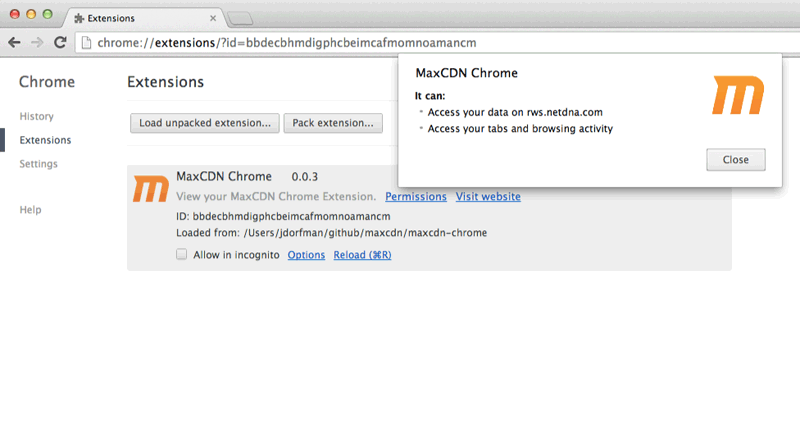 Extensions
chrome://extensions/?id=bbdecbhmdigphcbeimcafmomnoamancm
Chrome
History
Extensions
Settings
Help
Extensions
Load unpacked extension...
Pack extension...
MaxCDN Chrome 0.0.3
View your MaxCDN Chrome Extension. Permissions Visit website
ID: bbdecbhmdigphcbeimcafmomnoamancm
Loaded from: /Users/jdorfman/github/maxcdn/maxcdn-chrome
Allow in incognito Options Reload (⌘R)
MaxCDN Chrome
It can:
• Access your data on rws.netdna.com
• Access your tabs and browsing activity
Close